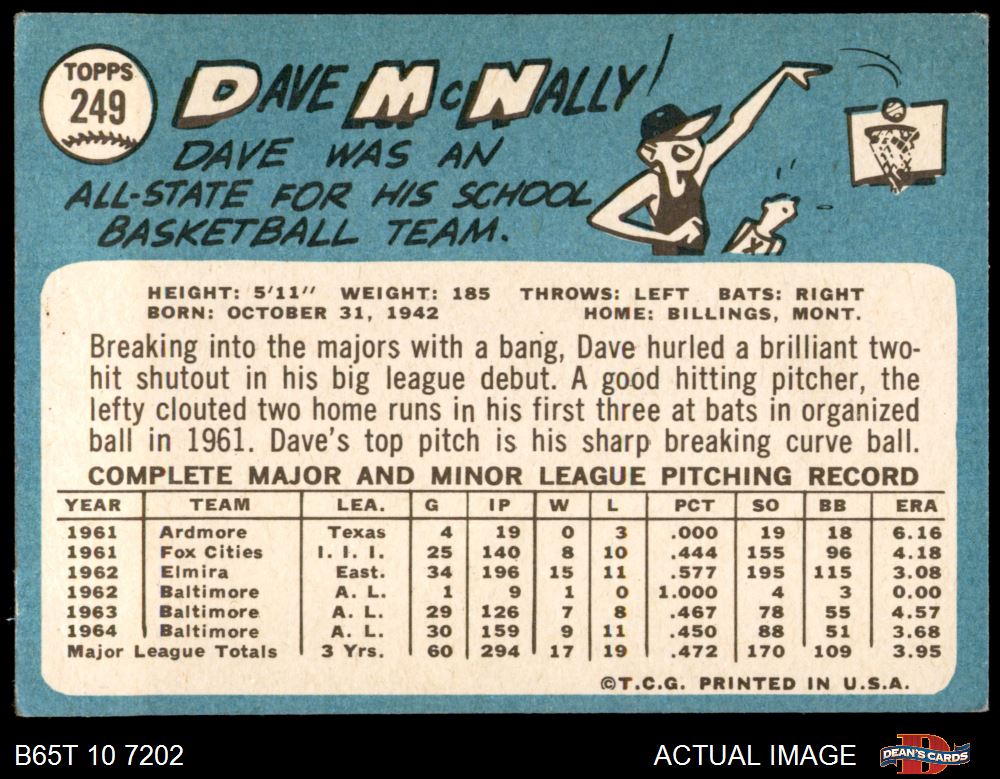 TOPPS
249
DAVE McNALLY
DAVE WAS AN
ALL-STATE FOR HIS SCHOOL
BASKETBALL TEAM.
HEIGHT: 5'11" WEIGHT: 185 THROWS: LEFT BATS: RIGHT
BORN: OCTOBER 31, 1942 HOME: BILLINGS, MONT.
Breaking into the majors with a bang, Dave hurled a brilliant two-
hit shutout in his big league debut. A good hitting pitcher, the
lefty clouted two home runs in his first three at bats in organized
ball in 1961. Dave's top pitch is his sharp breaking curve ball.
COMPLETE MAJOR AND MINOR LEAGUE PITCHING RECORD
YEAR TEAM LEA. G IP W L PCT SO BB ERA
1961 Ardmore Texas 4 19 0 3 .000 19 18 6.16
1961 Fox Cities I. I. I. 25 140 8 10 .444 155 96 4.18
1962 Elmira East. 34 196 15 11 .577 195 115 3.08
1962 Baltimore A. L. 1 9 1 0 1.000 4 3 0.00
1963 Baltimore A. L. 29 126 7 8 .467 78 55 4.57
1964 Baltimore A. L. 30 159 9 11 .450 88 51 3.68
Major League Totals 3 Yrs. 60 294 17 19 .472 170 109 3.95
©T.C.G. PRINTED IN U.S.A.
B65T 10 7202 ACTUAL IMAGE DEAN'S CARDS